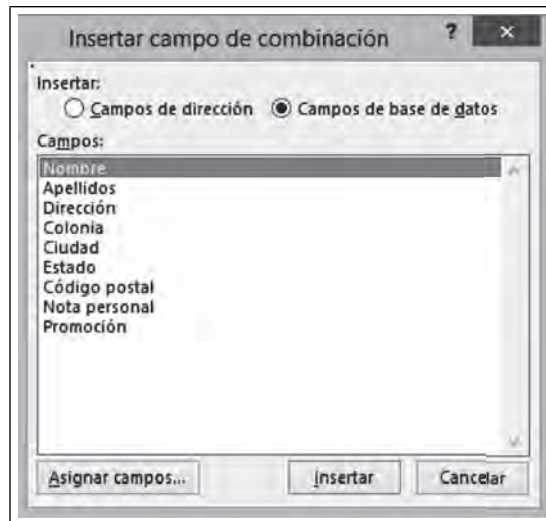 Insertar campo de combinación ? ×
Insertar:
Campos de dirección Campos de base de datos
Campos:
Nombre
Apellidos
Dirección
Colonia
Ciudad
Estado
Código postal
Nota personal
Promoción
Asignar campos... Insertar Cancelar